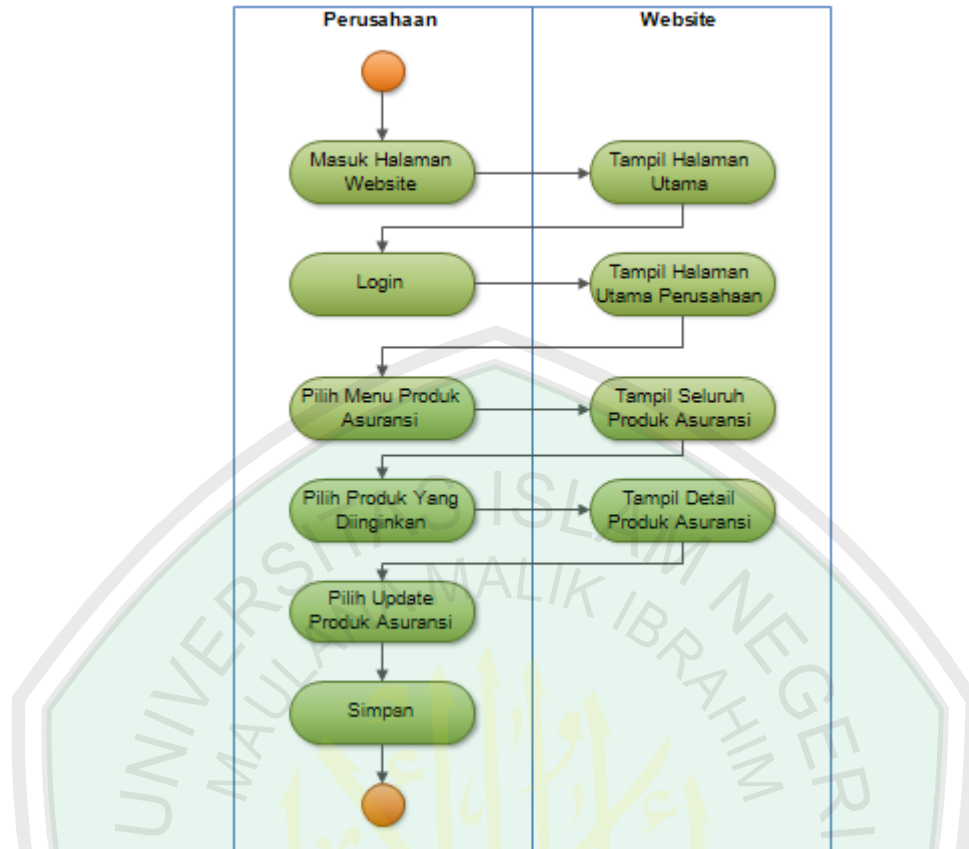 Perusahaan
Website
Masuk Halaman
Website
Tampil Halaman
Utama
Login
Tampil Halaman
Utama Perusahaan
Pilih Menu Produk
Asuransi
Tampil Seluruh
Produk Asuransi
Pilih Produk Yang
Diinginkan
Tampil Detail
Produk Asuransi
Pilih Update
Produk Asuransi
Simpan
UNIVERSITAS ISLAM NEGERI
MAULANA MALIK IBRAHIM